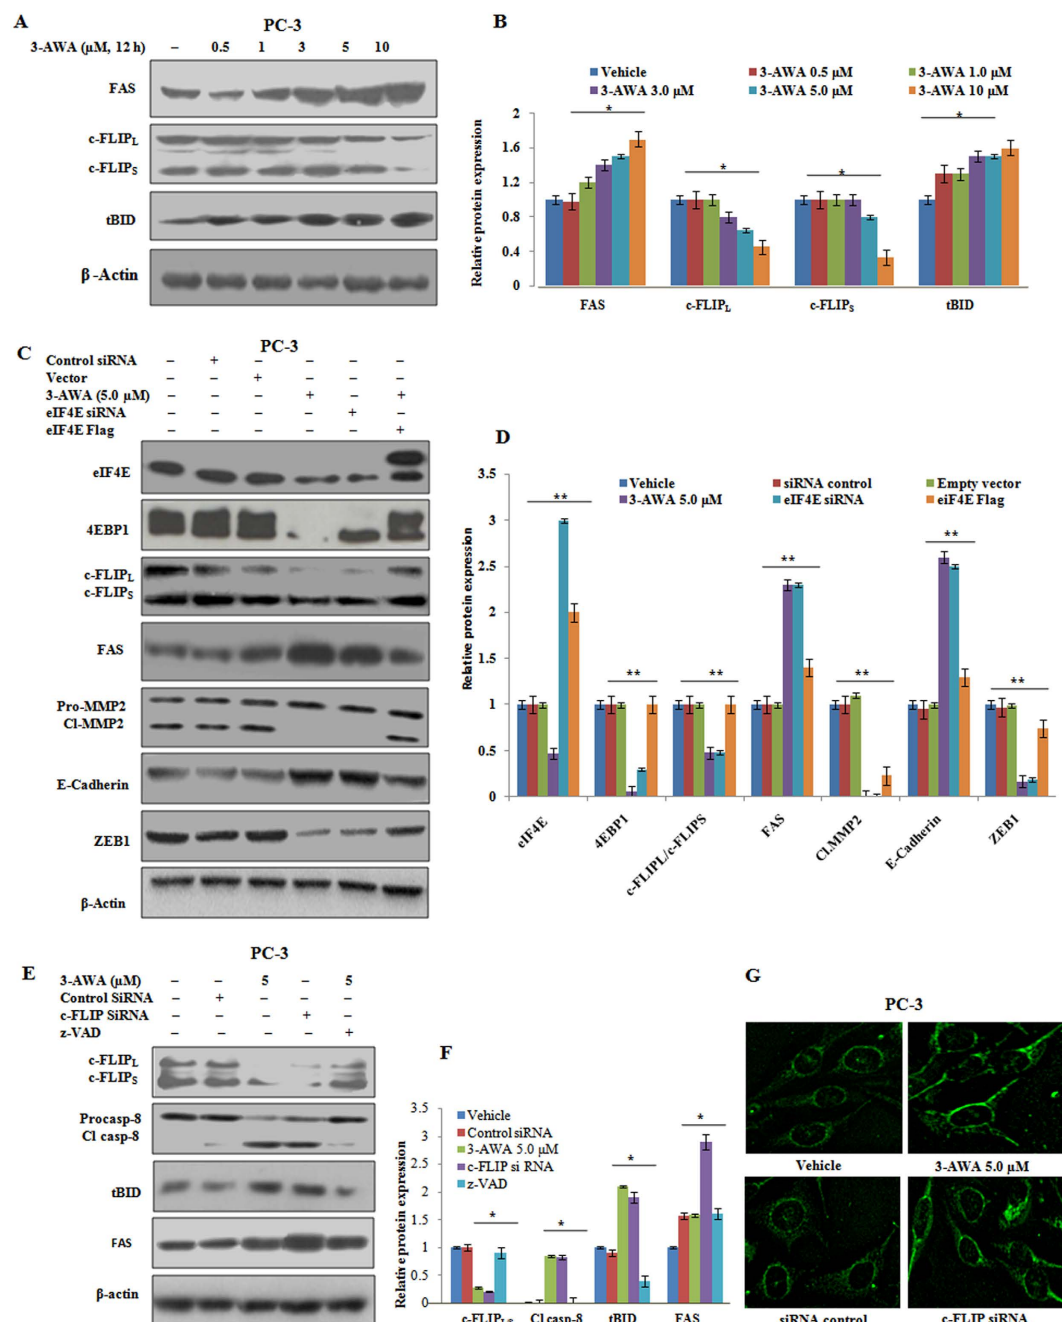 A
PC-3
3-AWA (µM, 12 h) – 0.5 1 3 5 10
FAS
c-FLIPL
c-FLIPS
tBID
β-Actin
B
Vehicle
3-AWA 0.5 µM
3-AWA 1.0 µM
3-AWA 3.0 µM
3-AWA 5.0 µM
3-AWA 10 µM
Relative protein expression
2
1.6
1.2
0.8
0.4
0
* * * *
FAS c-FLIPL c-FLIPS tBID
C
PC-3
Control siRNA – + – – – –
Vector – – + – – –
3-AWA (5.0 µM) – – – + – +
eIF4E siRNA – – – – + –
eIF4E Flag – – – – – +
eIF4E
4EBP1
c-FLIPL
c-FLIPS
FAS
Pro-MMP2
Cl-MMP2
E-Cadherin
ZEB1
β-Actin
D
Vehicle
siRNA control
Empty vector
3-AWA 5.0 µM
eIF4E siRNA
eiF4E Flag
Relative protein expression
3.5
3
2.5
2
1.5
1
0.5
0
** ** ** ** ** ** **
eIF4E 4EBP1 c-FLIPL/c-FLIPS FAS Cl.MMP2 E-Cadherin ZEB1
E
PC-3
3-AWA (µM) – – 5 – 5
Control SiRNA – + – – –
c-FLIP SiRNA – – – + –
z-VAD – – – – +
c-FLIPL
c-FLIPS
Procasp-8
Cl casp-8
tBID
FAS
β-actin
F
Vehicle
Control siRNA
3-AWA 5.0 µM
c-FLIP si RNA
z-VAD
Relative protein expression
3.5
3
2.5
2
1.5
1
0.5
0
* * * *
Cl casp-8 tBID FAS
G
PC-3
Vehicle 3-AWA 5.0 µM
siRNA control c-FLIP siRNA